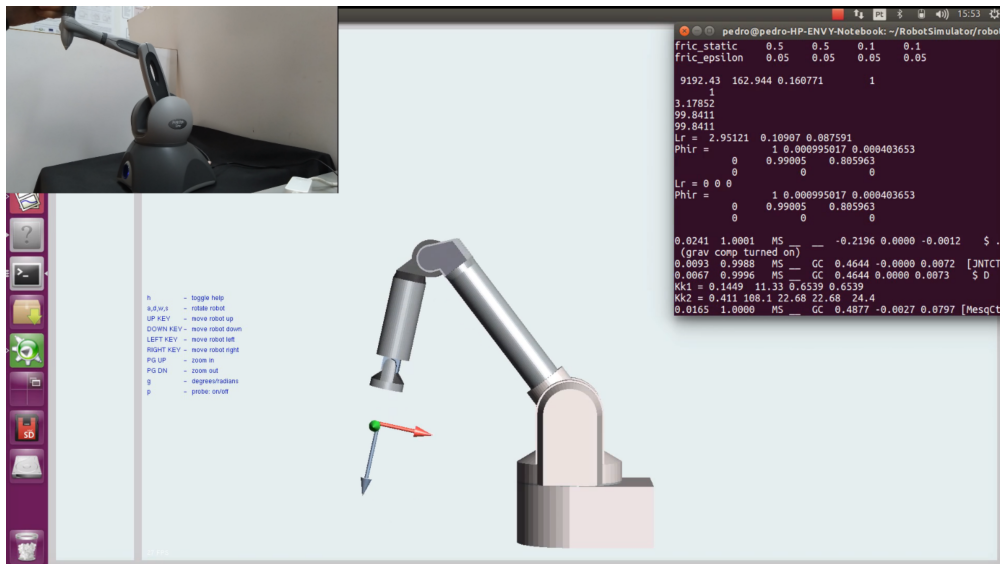 Pt 15:53
pedro@pedro-HP-ENVY-Notebook: ~/RobotSimulator/robo
fric_static 0.5 0.5 0.1 0.1
fric_epsilon 0.05 0.05 0.05 0.05
9192.43 162.944 0.160771 1
1
3.17852
99.8411
99.8411
Lr = 2.95121 0.10907 0.087591
Phir =
1 0.000995017 0.000403653
0 0.99005 0.805963
0 0 0
Lr = 0 0 0
Phir =
1 0.000995017 0.000403653
0 0.99005 0.805963
0 0 0
0.0241 1.0001 MS __ __ -0.2196 0.0000 -0.0012 $ .
(grav comp turned on)
0.0093 0.9988 MS __ GC 0.4644 -0.0000 0.0072 [JNTCT
0.0067 0.9996 MS __ GC 0.4644 0.0000 0.0073 $ D
Kk1 = 0.1449 11.33 0.6539 0.6539
Kk2 = 0.411 108.1 22.68 22.68 24.4
0.0165 1.0000 MS __ GC 0.4877 -0.0027 0.0797 [MesqCt
h – toggle help
a,d,w,s – rotate robot
UP KEY – move robot up
DOWN KEY – move robot down
LEFT KEY – move robot left
RIGHT KEY – move robot right
PG UP – zoom in
PG DN – zoom out
g – degrees/radians
p – probe: on/off
SD